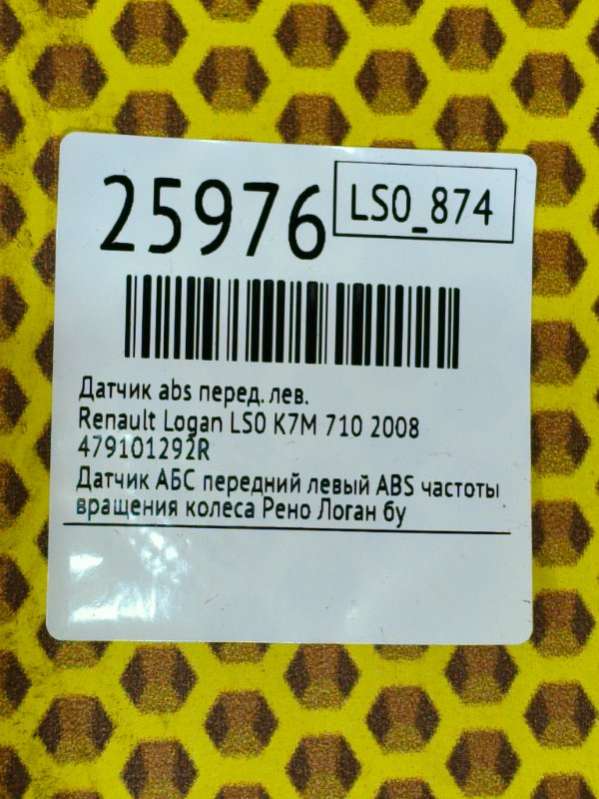 25976
LS0_874
Датчик abs перед. лев.
Renault Logan LS0 K7M 710 2008
479101292R
Датчик АБС передний левый ABS частоты
вращения колеса Рено Логан бу